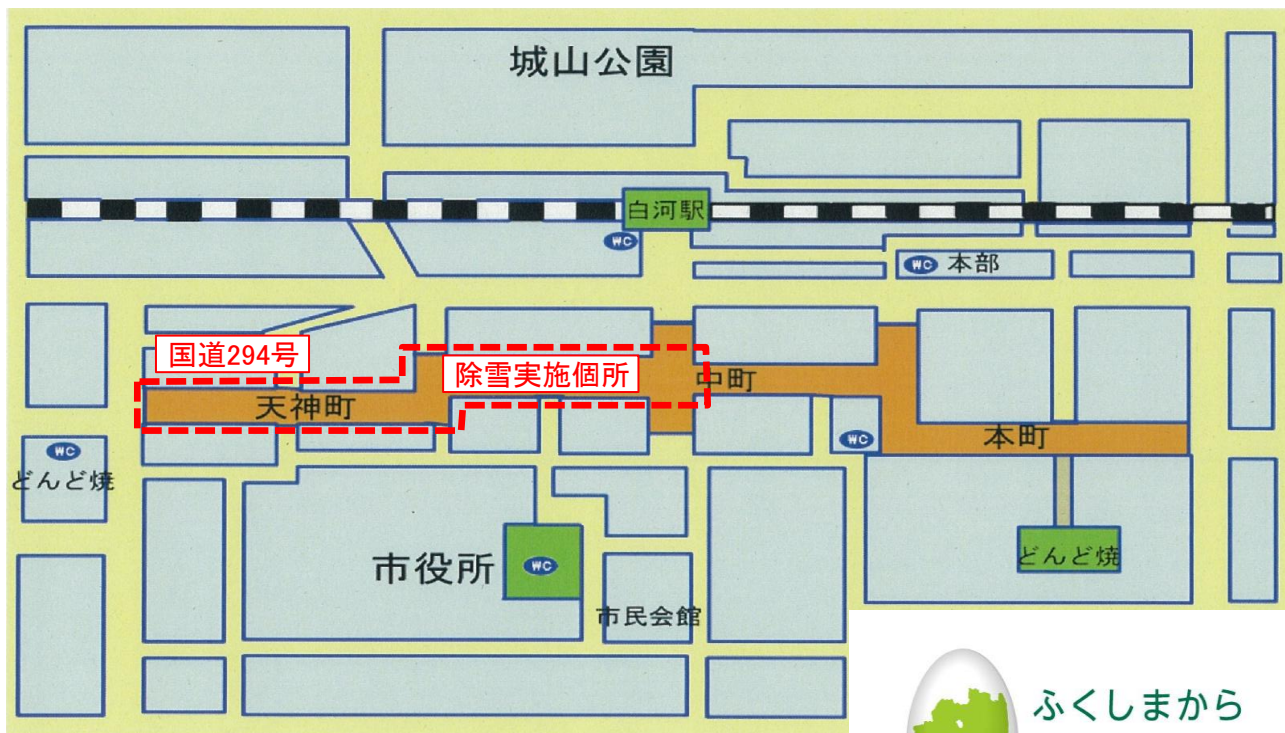 城山公園
白河駅
WC
WC 本部
国道294号
除雪実施個所
中町
天神町
WC
本町
WC
どんど焼
市役所
WC
どんど焼
市民会館
ふくしまから